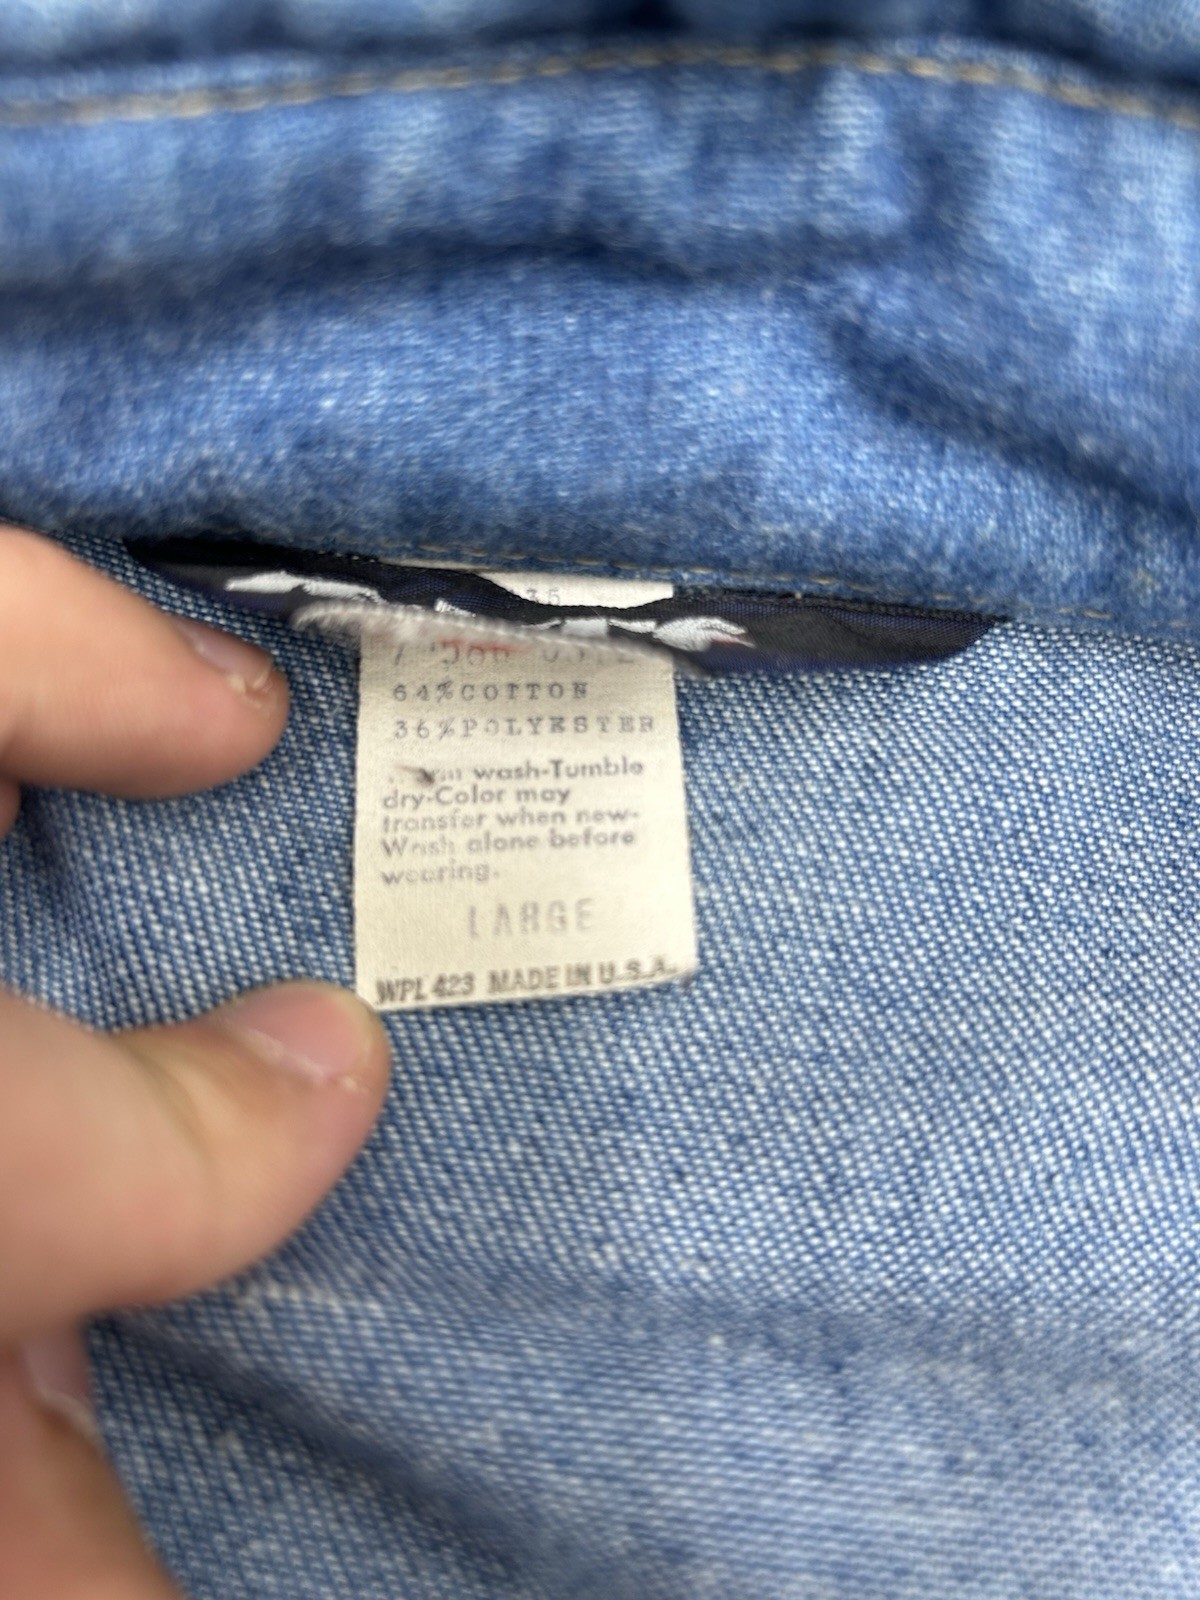 35
64%COTTON
36%POLYESTER
wash-Tumble
dry-Color may
transfer when new-
Wash alone before
wearing.
LARGE
WPL 423 MADE IN U.S.A.